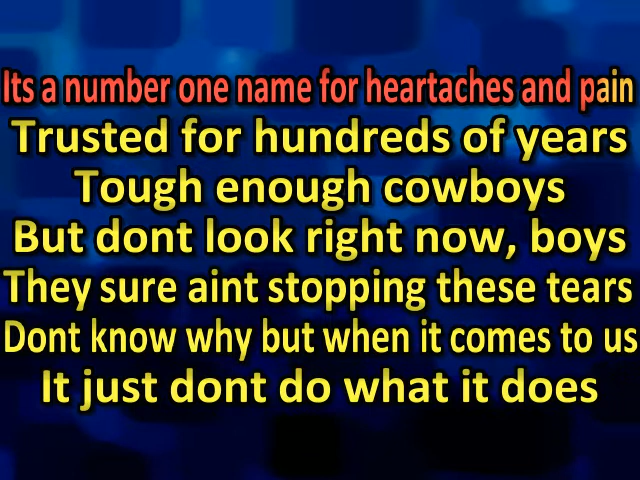 Its a number one name for heartaches and pain
Trusted for hundreds of years
Tough enough cowboys
But dont look right now, boys
They sure aint stopping these tears
Dont know why but when it comes to us
It just dont do what it does